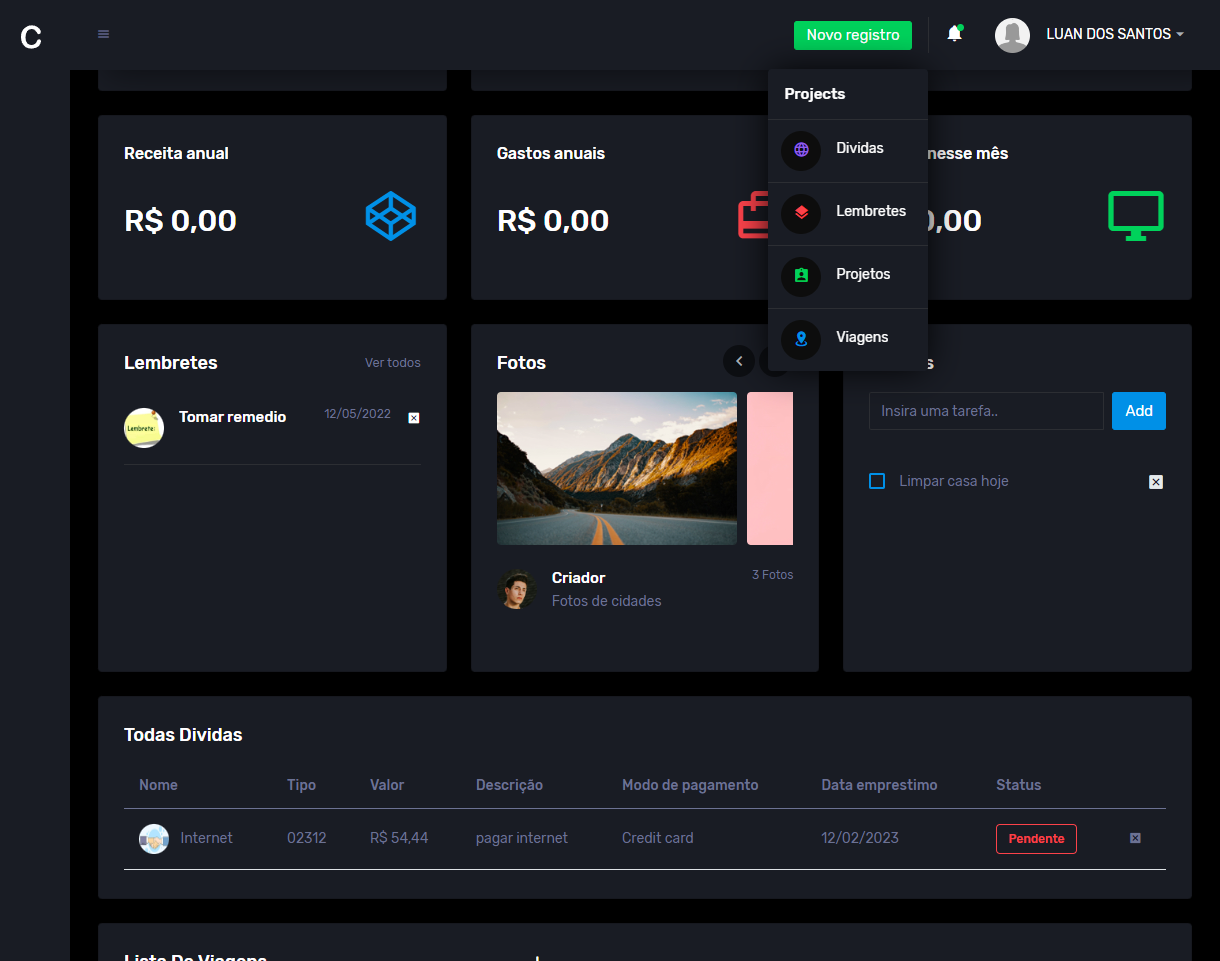 C
Novo registro
LUAN DOS SANTOS
Projects
Dividas
Lembretes
Projetos
Viagens
Receita anual
R$ 0,00
Gastos anuais
R$ 0,00
nesse mês
0,00
Lembretes
Ver todos
Tomar remedio
12/05/2022
Fotos
Criador
3 Fotos
Fotos de cidades
s
Insira uma tarefa..
Add
Limpar casa hoje
Todas Dividas
Nome Tipo Valor Descrição Modo de pagamento Data emprestimo Status
Internet 02312 R$ 54,44 pagar internet Credit card 12/02/2023 Pendente
Lista De Viagens